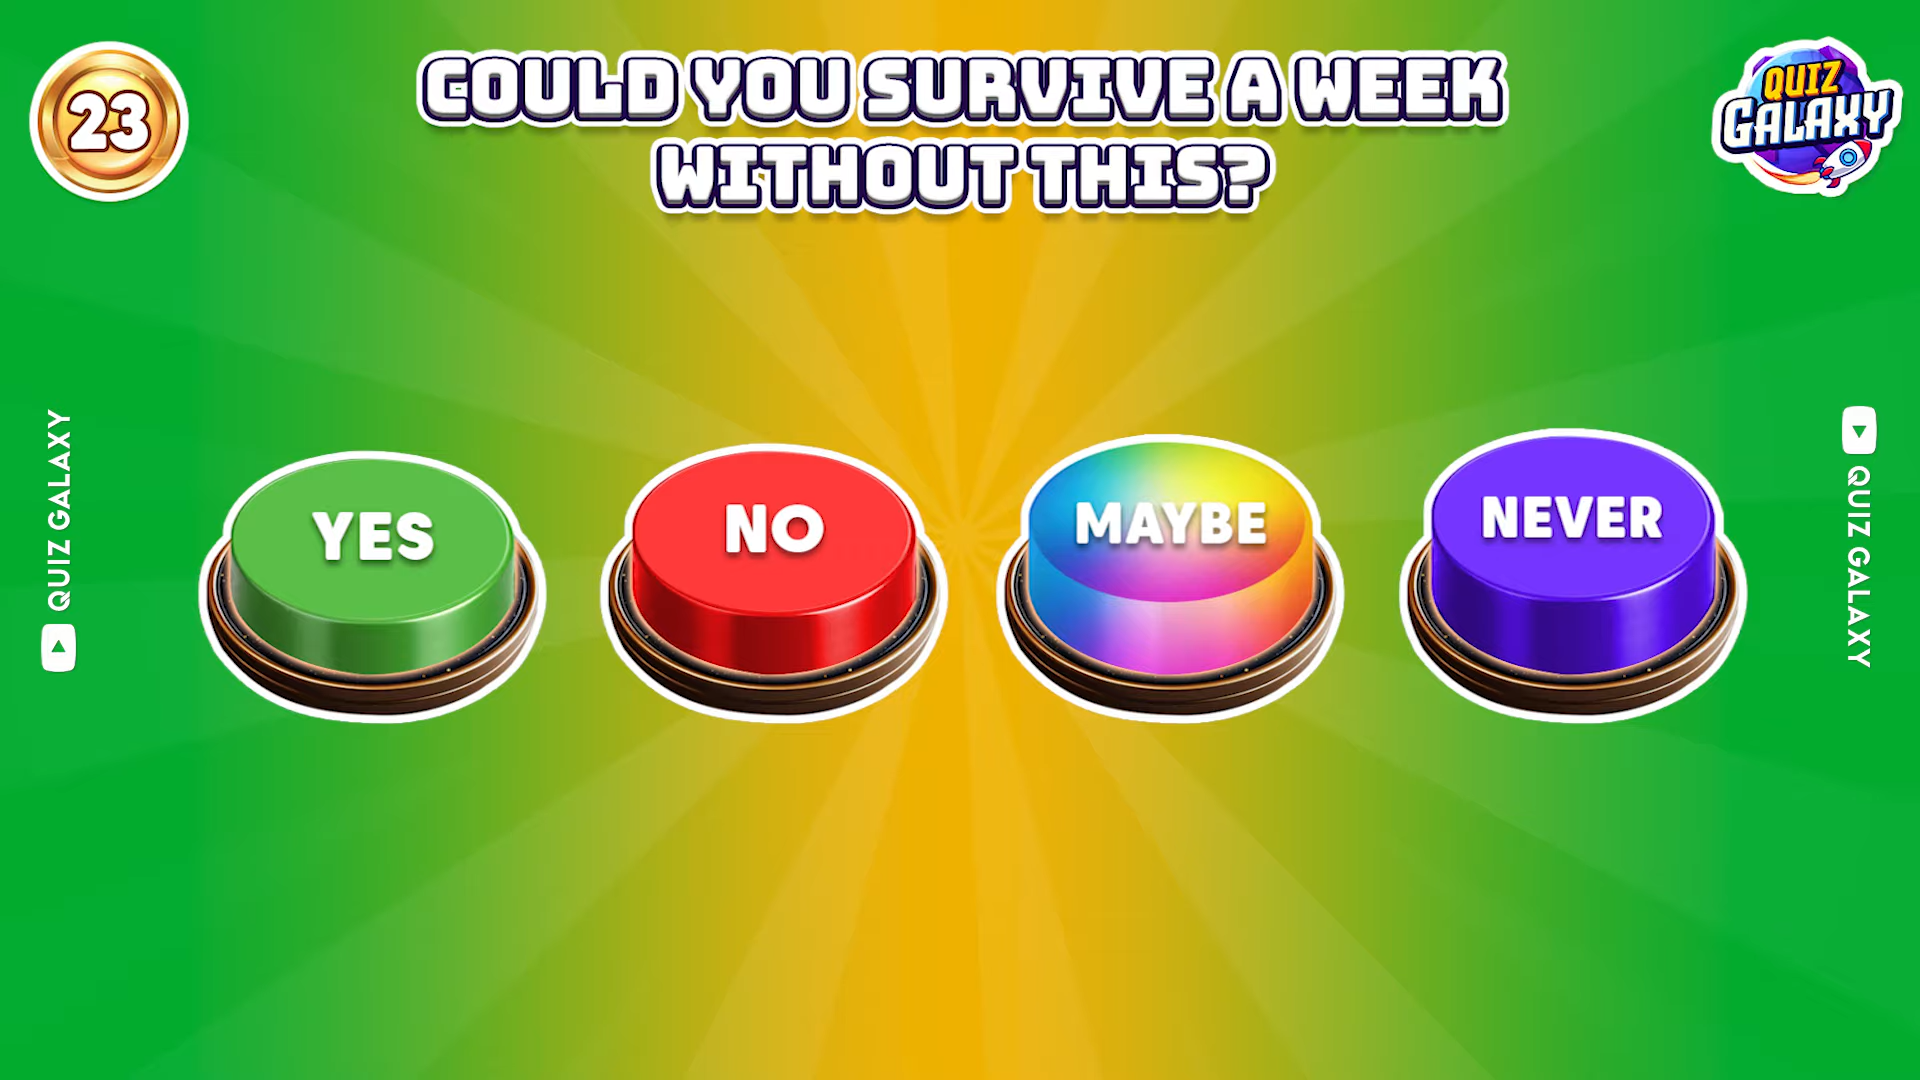 23
COULD YOU SURVIVE A WEEK
WITHOUT THIS?
QUIZ
GALAXY
QUIZ GALAXY
YES
NO
MAYBE
NEVER
QUIZ GALAXY